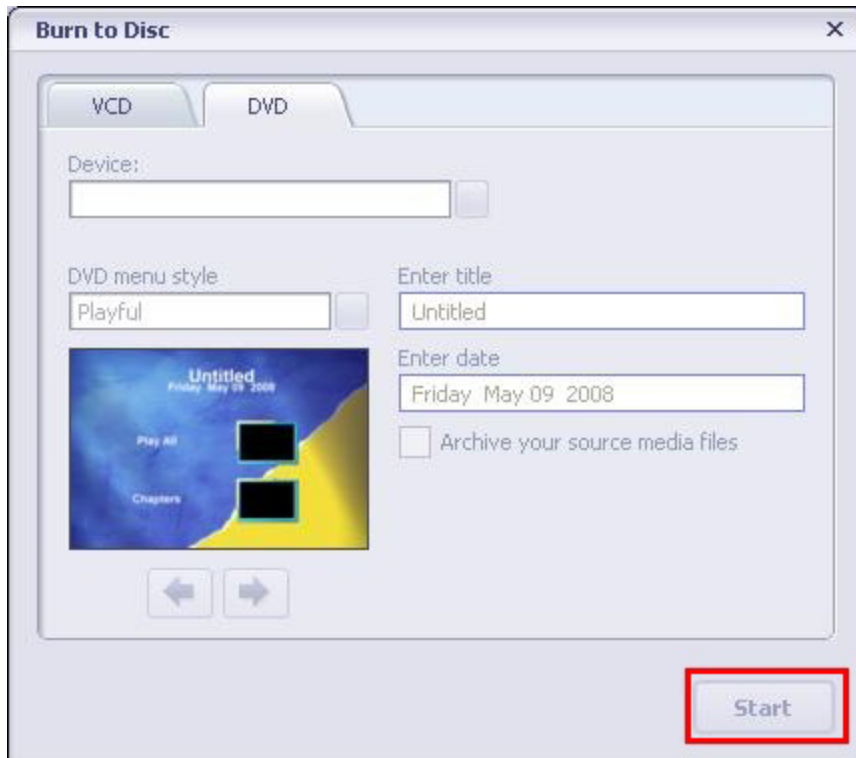 Burn to Disc
VCD
DVD
Device:
DVD menu style
Enter title
Playful
Untitled
Enter date
Friday  May 09  2008
Archive your source media files
Untitled
Friday  May 09  2008
Play All
Chapters
Start